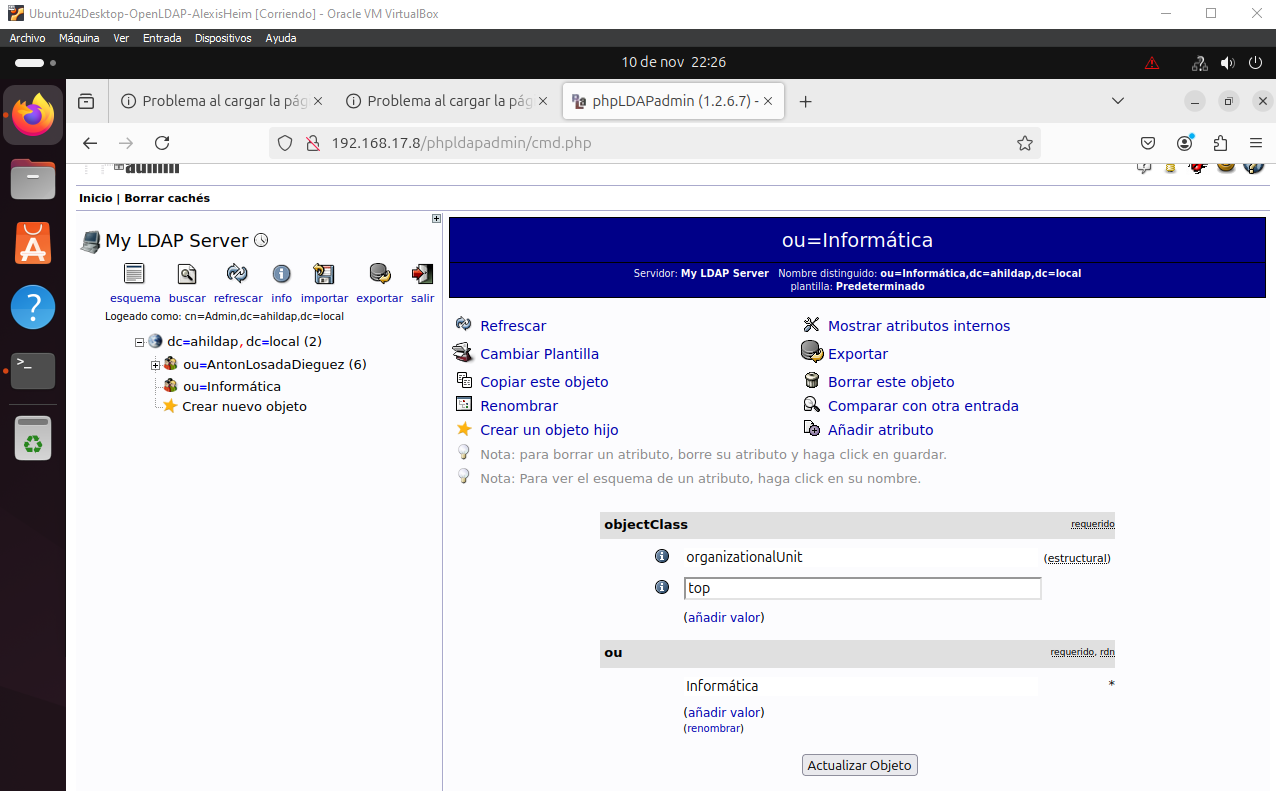 Ubuntu24Desktop-OpenLDAP-AlexisHeim [Corriendo] - Oracle VM VirtualBox
Archivo Máquina Ver Entrada Dispositivos Ayuda
10 de nov 22:26
Problema al cargar la pág Problema al cargar la pág phpLDAPadmin (1.2.6.7) -
192.168.17.8/phpldapadmin/cmd.php
admin
Inicio | Borrar cachés
My LDAP Server
esquema buscar refrescar info importar exportar salir
Logeado como: cn=Admin,dc=ahildap,dc=local
dc=ahildap,dc=local (2)
ou=AntonLosadaDieguez (6)
ou=Informática
Crear nuevo objeto
ou=Informática
Servidor: My LDAP Server Nombre distinguido: ou=Informática,dc=ahildap,dc=local
plantilla: Predeterminado
Refrescar Mostrar atributos internos
Cambiar Plantilla Exportar
Copiar este objeto Borrar este objeto
Renombrar Comparar con otra entrada
Crear un objeto hijo Añadir atributo
Nota: para borrar un atributo, borre su atributo y haga click en guardar.
Nota: Para ver el esquema de un atributo, haga click en su nombre.
objectClass requerido
organizationalUnit (estructural)
top
(añadir valor)
ou requerido, rdn
Informática *
(añadir valor)
(renombrar)
Actualizar Objeto